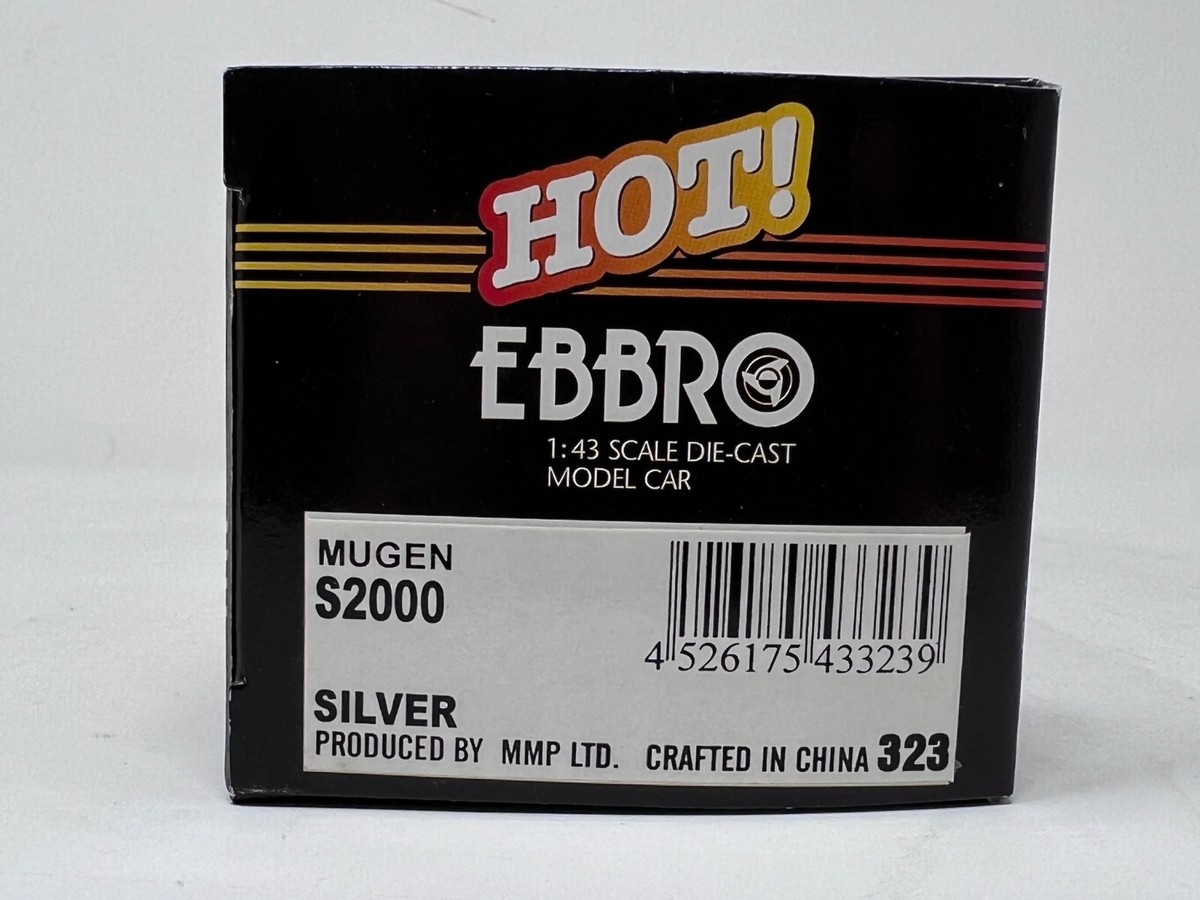 HOT!
EBBRO
1:43 SCALE DIE-CAST
MODEL CAR
MUGEN
S2000
4 526175 433239
SILVER
PRODUCED BY MMP LTD. CRAFTED IN CHINA 323